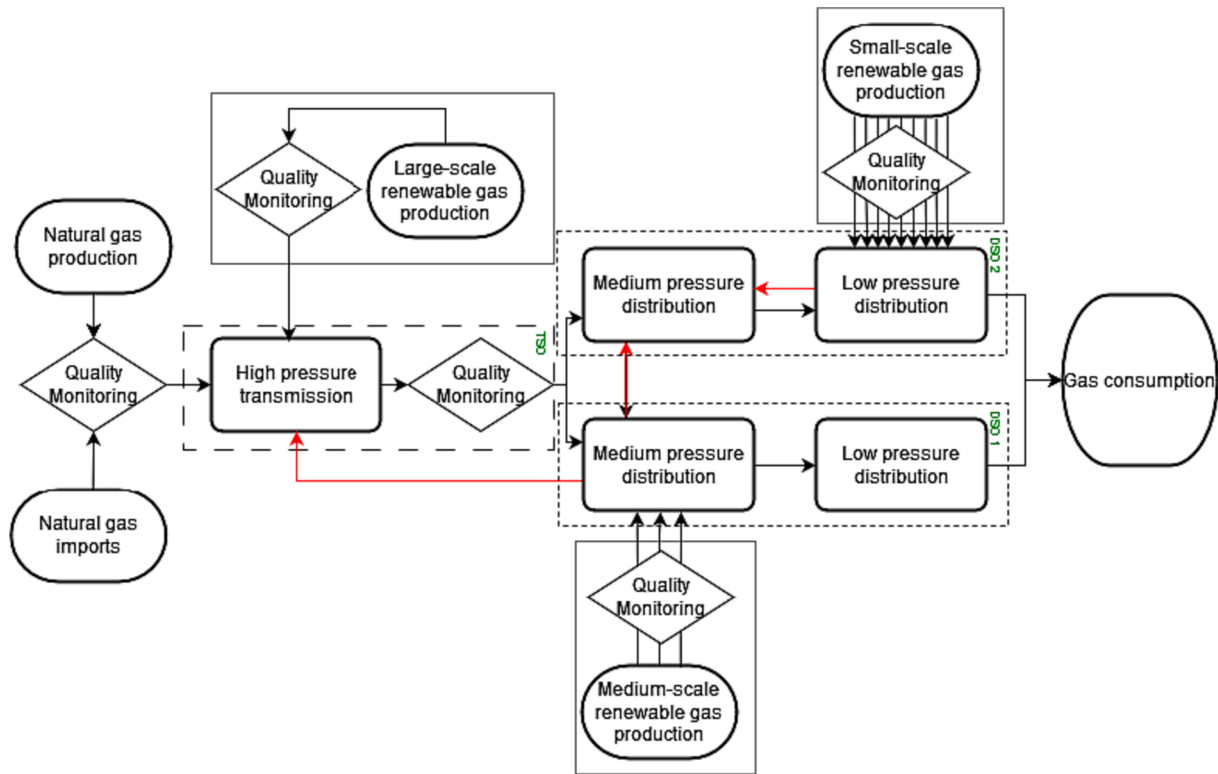 Small-scale
renewable gas
production
Quality
Monitoring
Large-scale
renewable gas
production
Quality
Monitoring
Natural gas
production
Quality
Monitoring
Natural gas
imports
TSO
High pressure
transmission
Quality
Monitoring
DSO 2
Medium pressure
distribution
Low pressure
distribution
DSO 1
Medium pressure
distribution
Low pressure
distribution
Gas consumption
Quality
Monitoring
Medium-scale
renewable gas
production